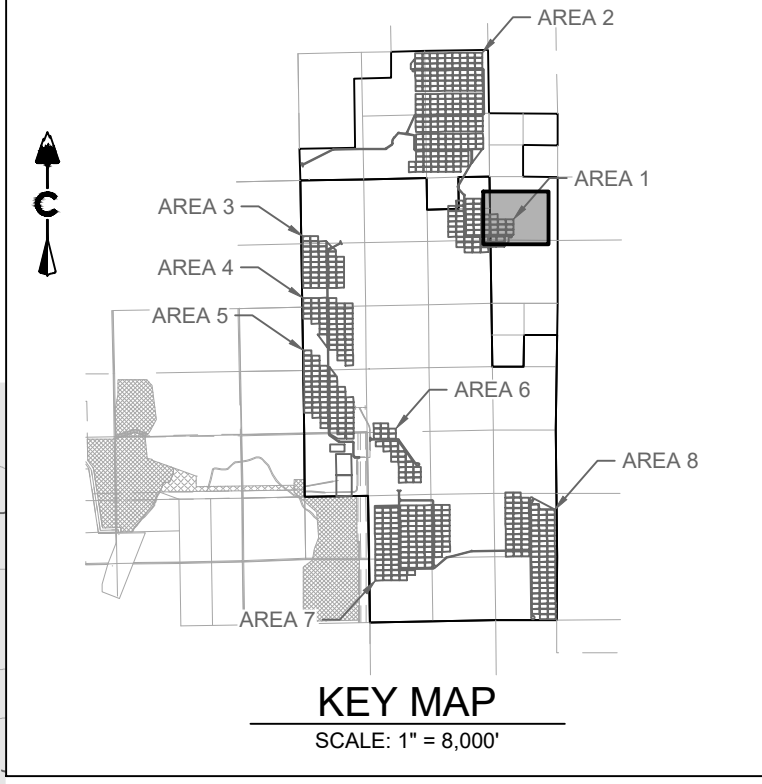 AREA 2
AREA 1
AREA 3
AREA 4
AREA 5
AREA 6
AREA 8
AREA 7
C
KEY MAP
SCALE: 1" = 8,000'